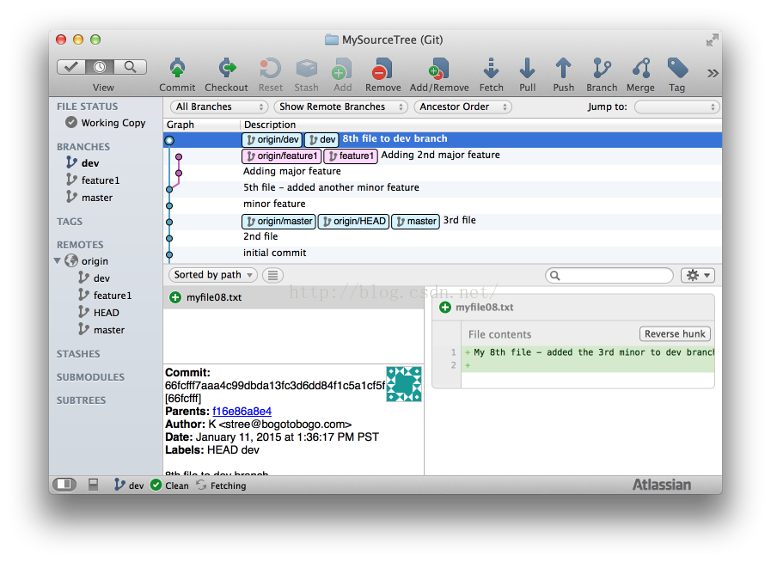 MySourceTree (Git)
View Commit Checkout Reset Stash Add Remove Add/Remove Fetch Pull Push Branch Merge Tag
FILE STATUS
Working Copy
BRANCHES
dev
feature1
master
TAGS
REMOTES
origin
dev
feature1
HEAD
master
STASHES
SUBMODULES
SUBTREES
All Branches Show Remote Branches Ancestor Order Jump to:
Graph Description
origin/dev dev 8th file to dev branch
origin/feature1 feature1 Adding 2nd major feature
Adding major feature
5th file - added another minor feature
minor feature
origin/master origin/HEAD master 3rd file
2nd file
initial commit
Sorted by path
http://blog.csdn.net/
myfile08.txt
Commit:
66fcfff7aaa4c99dbda13fc3d6dd84f1c5a1cf5f
[66fcfff]
Parents: f16e86a8e4
Author: K <stree@bogotobogo.com>
Date: January 11, 2015 at 1:36:17 PM PST
Labels: HEAD dev
8th file to dev branch
myfile08.txt
File contents Reverse hunk
1 + My 8th file - added the 3rd minor to dev branch
2 +
dev Clean Fetching Atlassian